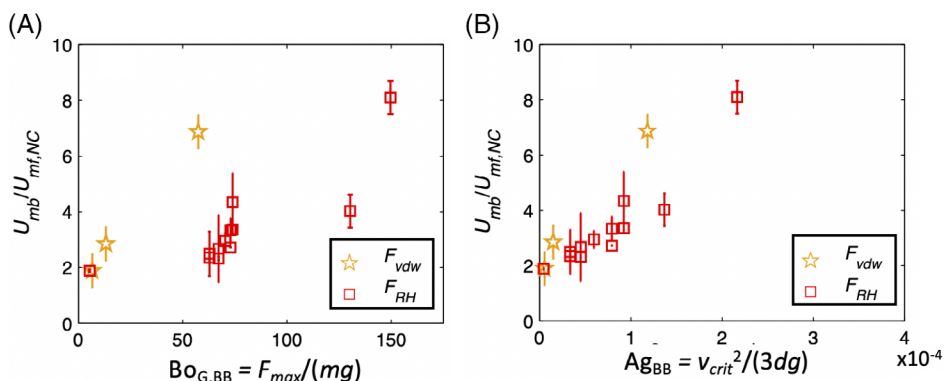 (A)
10
8
6
4
2
0
U_mb/U_mf,NC
F_vdw
F_RH
0 50 100 150
Bo_G,BB = F_max/(mg)
(B)
10
8
6
4
2
0
U_mb/U_mf,NC
F_vdw
F_RH
0 1 2 3 4
x10⁻⁴
Ag_BB = v_crit²/(3dg)